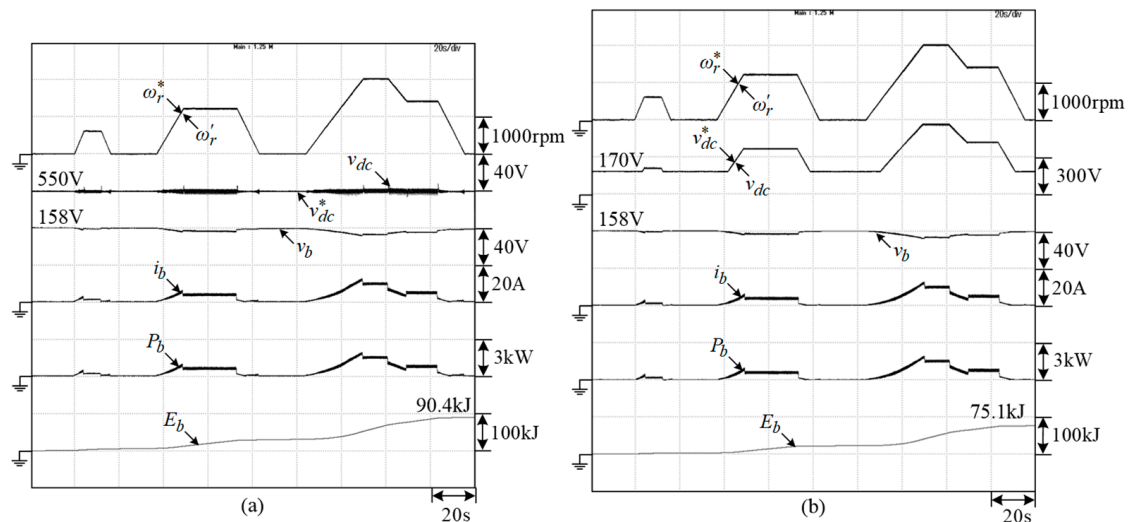 Main : 1.25 M
20s/div
ω*r
ω′r
1000rpm
vdc
40V
550V
v*dc
158V
vb
40V
ib
20A
Pb
3kW
90.4kJ
Eb
100kJ
20s
(a)
Main : 1.25 M
20s/div
ω*r
ω′r
1000rpm
v*dc
170V
vdc
300V
158V
vb
40V
ib
20A
Pb
3kW
75.1kJ
Eb
100kJ
20s
(b)